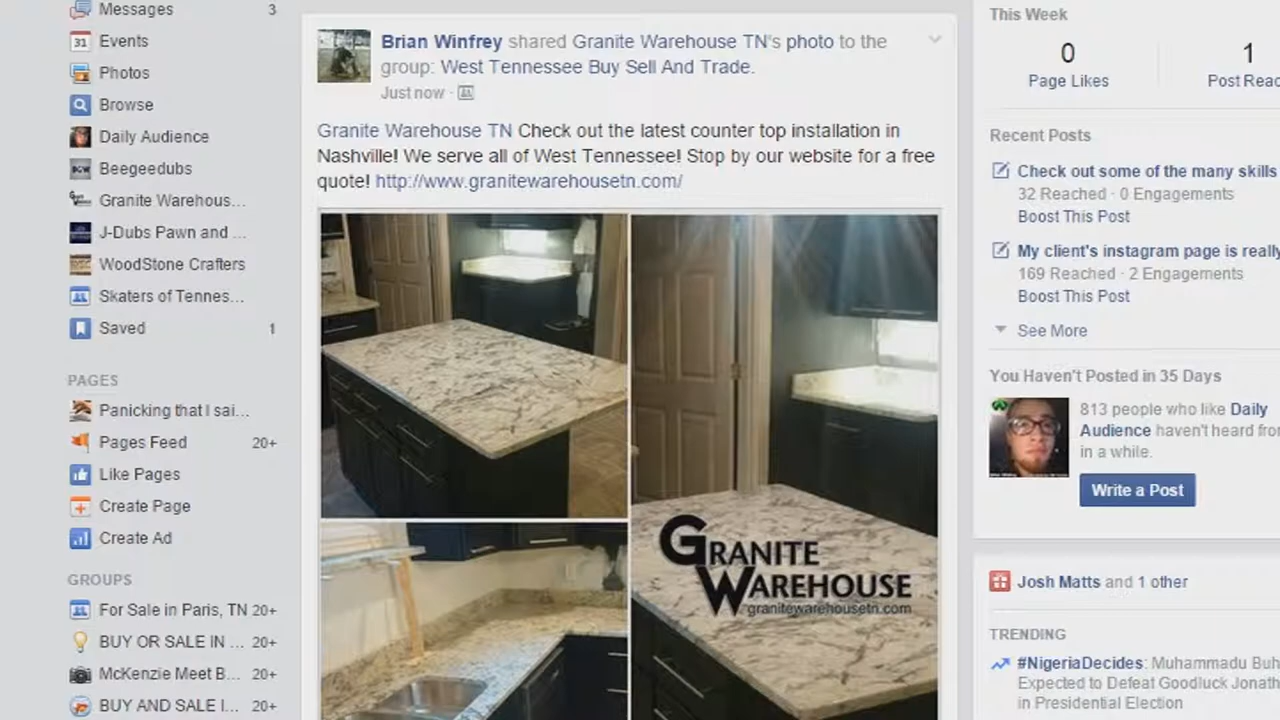 Messages 3
Events
Photos
Browse
Daily Audience
Beegeedubs
Granite Warehous...
J-Dubs Pawn and ...
WoodStone Crafters
Skaters of Tennes...
Saved 1
PAGES
Panicking that I sai...
Pages Feed 20+
Like Pages
Create Page
Create Ad
GROUPS
For Sale in Paris, TN 20+
BUY OR SALE IN ... 20+
McKenzie Meet B... 20+
BUY AND SALE I... 20+
Brian Winfrey shared Granite Warehouse TN's photo to the
group: West Tennessee Buy Sell And Trade.
Just now ·
Granite Warehouse TN Check out the latest counter top installation in
Nashville! We serve all of West Tennessee! Stop by our website for a free
quote! http://www.granitewarehousetn.com/
GRANITE
WAREHOUSE
granitewarehousetn.com
This Week
0 1
Page Likes Post Reac
Recent Posts
Check out some of the many skills
32 Reached · 0 Engagements
Boost This Post
My client's instagram page is really
169 Reached · 2 Engagements
Boost This Post
See More
You Haven't Posted in 35 Days
813 people who like Daily
Audience haven't heard fro
in a while.
Write a Post
Josh Matts and 1 other
TRENDING
#NigeriaDecides: Muhammadu Buh
Expected to Defeat Goodluck Jonath
in Presidential Election